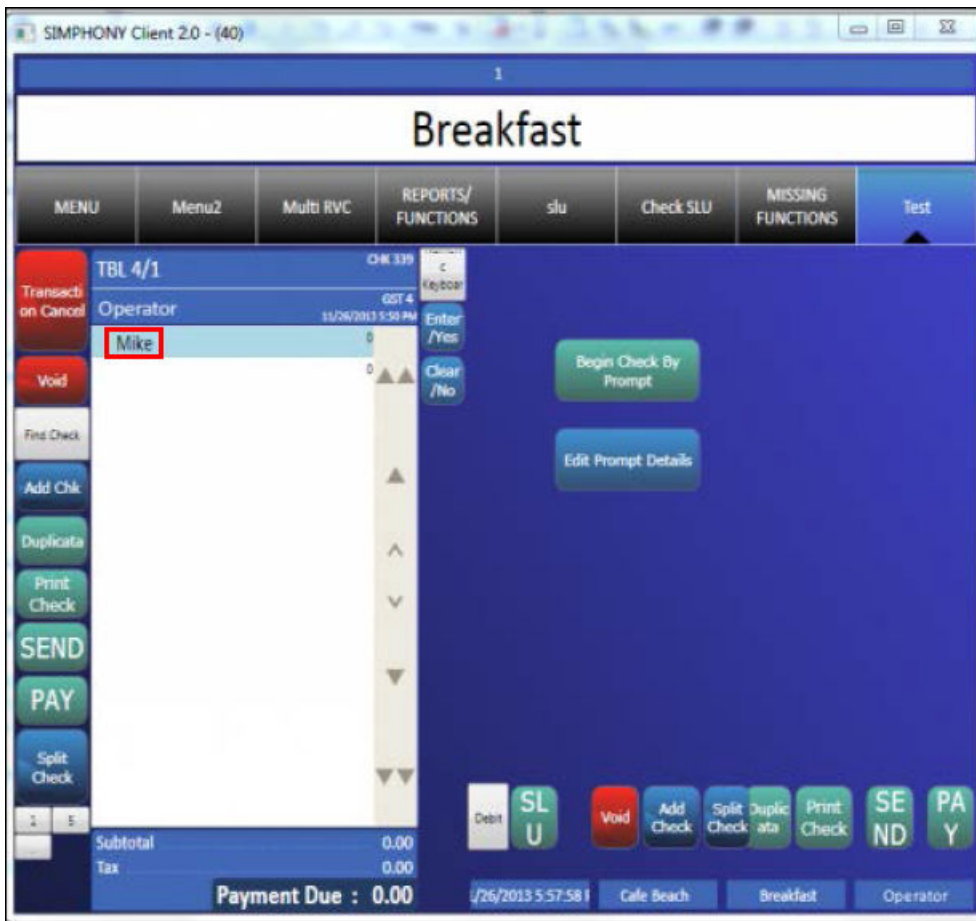 SIMPHONY Client 2.0 - (40)
1
Breakfast
MENU
Menu2
Multi RVC
REPORTS/
FUNCTIONS
slu
Check SLU
MISSING
FUNCTIONS
Test
Transacti
on Cancel
Void
Find Check
Add Chk
Duplicata
Print
Check
SEND
PAY
Split
Check
1 5
TBL 4/1
CHK 339
Operator
GST 4
11/26/2013 5:50 PM
Mike
0
0
Subtotal 0.00
Tax 0.00
Payment Due : 0.00
c
Keyboar
Enter
/Yes
Clear
/No
Begin Check By
Prompt
Edit Prompt Details
Debit
SL
U
Void
Add
Check
Split
Check
Duplic
ata
Print
Check
SE
ND
PA
Y
/26/2013 5:57:58
Cafe Beach
Breakfast
Operator